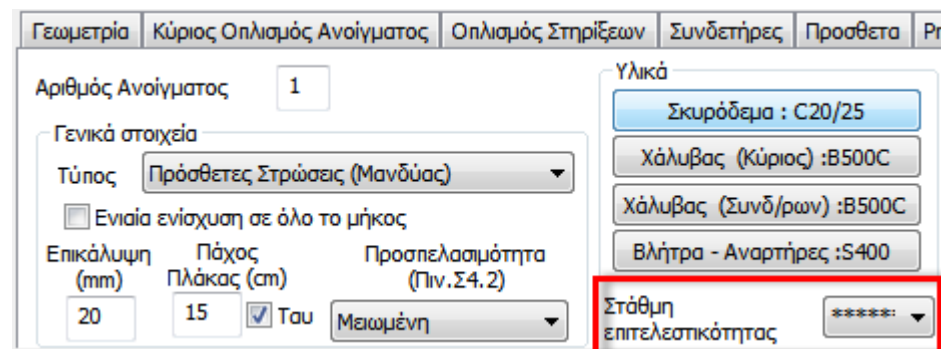 Γεωμετρία Κύριος Οπλισμός Ανοίγματος Οπλισμός Στηρίξεων Συνδετήρες Προσθετα
Αριθμός Ανοίγματος 1
Γενικά στοιχεία
Τύπος Πρόσθετες Στρώσεις (Μανδύας)
Ενιαία ενίσχυση σε όλο το μήκος
Επικάλυψη Πάχος Προσπελασιμότητα
(mm) Πλάκας (cm) (Πιν.Σ4.2)
20 15 Ταυ Μειωμένη
Υλικά
Σκυρόδεμα : C20/25
Χάλυβας (Κύριος) :B500C
Χάλυβας (Συνδ/ρων) :B500C
Βλήτρα - Αναρτήρες :S400
Στάθμη
επιτελεστικότητας